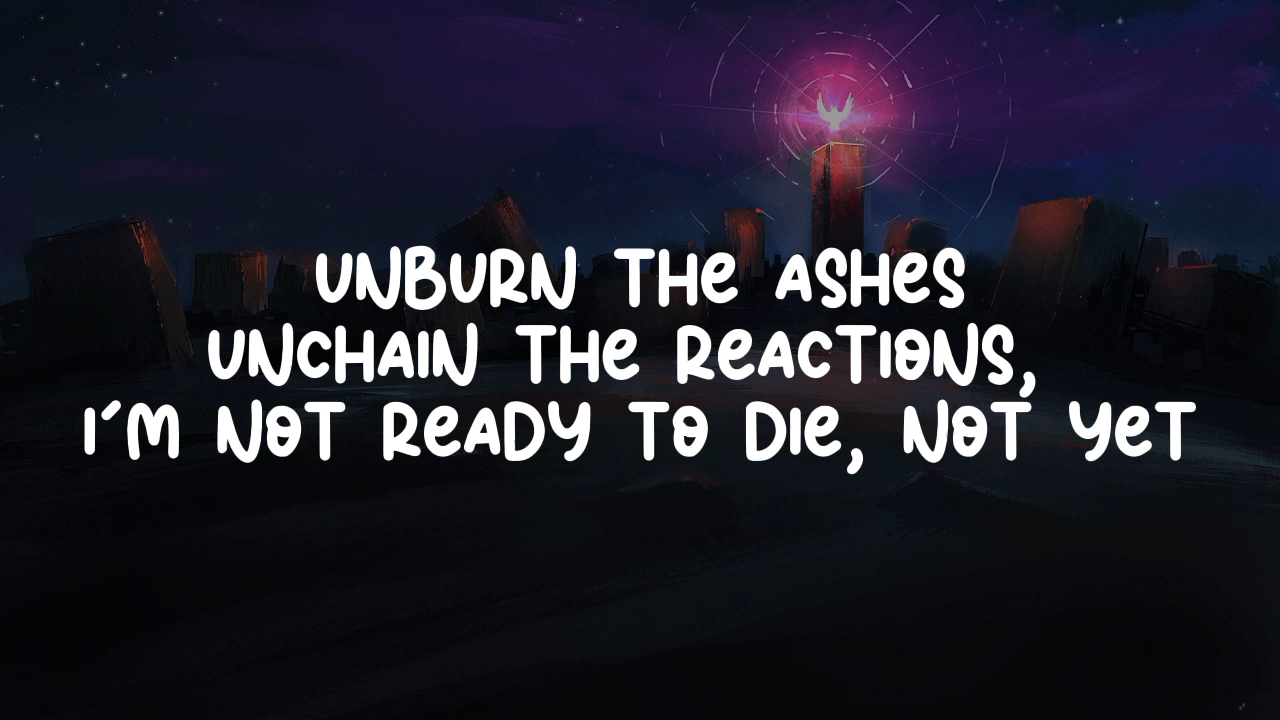 UNBURN THE ASHES
UNCHAIN THE REACTIONS,
I´M NOT READY TO DIE, NOT YET